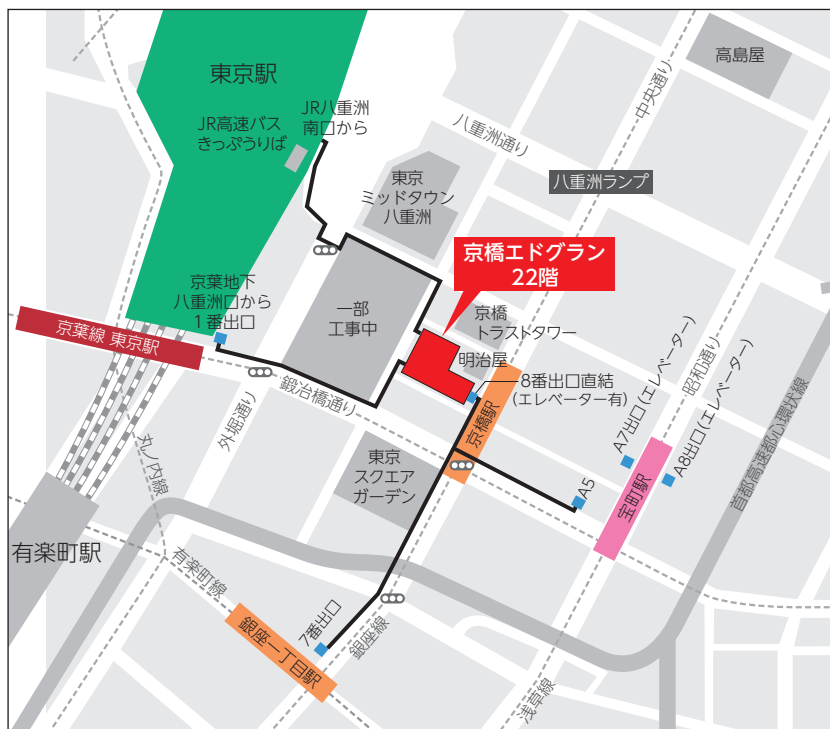 東京駅
高島屋
中央通り
JR八重洲
南口から
JR高速バス
きっぷうりば
八重洲通り
八重洲ランプ
東京
ミッドタウン
八重洲
京橋エドグラン
22階
京葉地下
八重洲口から
1番出口
一部
工事中
京橋
トラストタワー
京葉線 東京駅
明治屋
8番出口直結
(エレベーター有)
昭和通り
鍛冶橋通り
外堀通り
京橋駅
A7出口(エレベーター)
A8出口(エレベーター)
首都高速都心環状線
丸ノ内線
東京
スクエア
ガーデン
A5
宝町駅
有楽町駅
有楽町線
7番出口
銀座線
銀座一丁目駅
浅草線